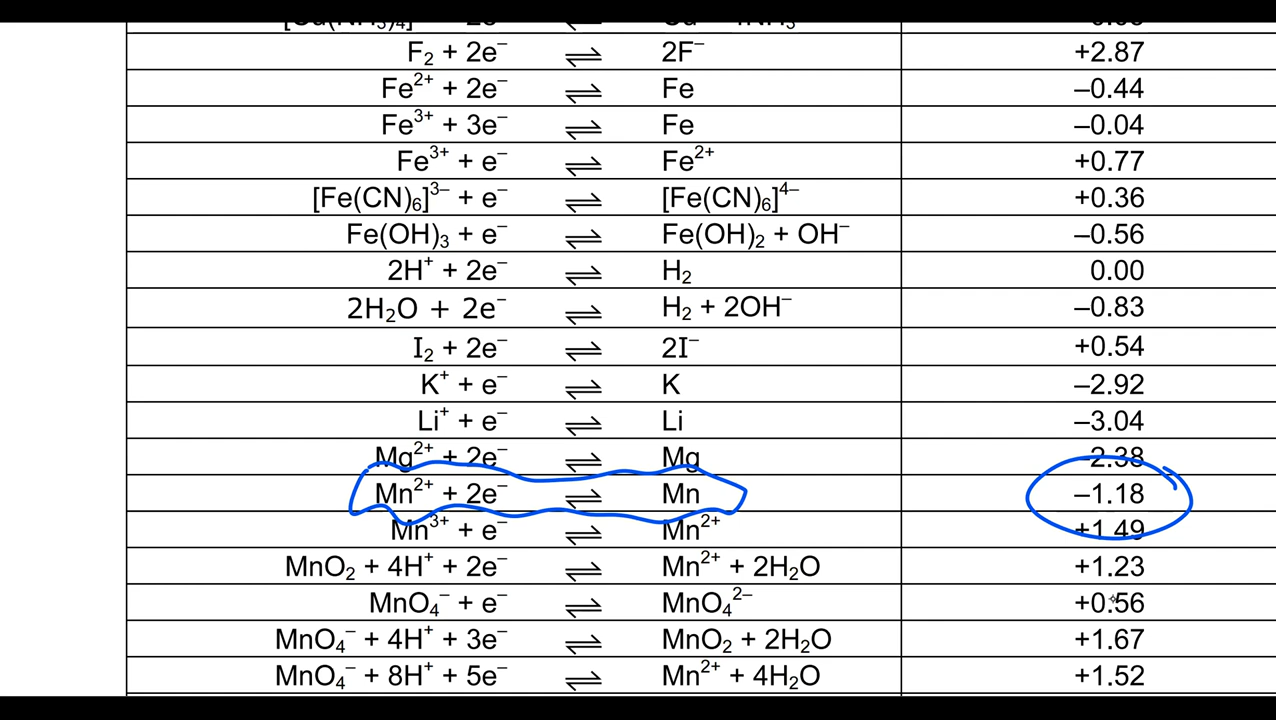 F₂ + 2e⁻ ⇌ 2F⁻ +2.87
Fe²⁺ + 2e⁻ ⇌ Fe –0.44
Fe³⁺ + 3e⁻ ⇌ Fe –0.04
Fe³⁺ + e⁻ ⇌ Fe²⁺ +0.77
[Fe(CN)₆]³⁻ + e⁻ ⇌ [Fe(CN)₆]⁴⁻ +0.36
Fe(OH)₃ + e⁻ ⇌ Fe(OH)₂ + OH⁻ –0.56
2H⁺ + 2e⁻ ⇌ H₂ 0.00
2H₂O + 2e⁻ ⇌ H₂ + 2OH⁻ –0.83
I₂ + 2e⁻ ⇌ 2I⁻ +0.54
K⁺ + e⁻ ⇌ K –2.92
Li⁺ + e⁻ ⇌ Li –3.04
Mg²⁺ + 2e⁻ ⇌ Mg –2.38
Mn²⁺ + 2e⁻ ⇌ Mn –1.18
Mn³⁺ + e⁻ ⇌ Mn²⁺ +1.49
MnO₂ + 4H⁺ + 2e⁻ ⇌ Mn²⁺ + 2H₂O +1.23
MnO₄⁻ + e⁻ ⇌ MnO₄²⁻ +0.56
MnO₄⁻ + 4H⁺ + 3e⁻ ⇌ MnO₂ + 2H₂O +1.67
MnO₄⁻ + 8H⁺ + 5e⁻ ⇌ Mn²⁺ + 4H₂O +1.52